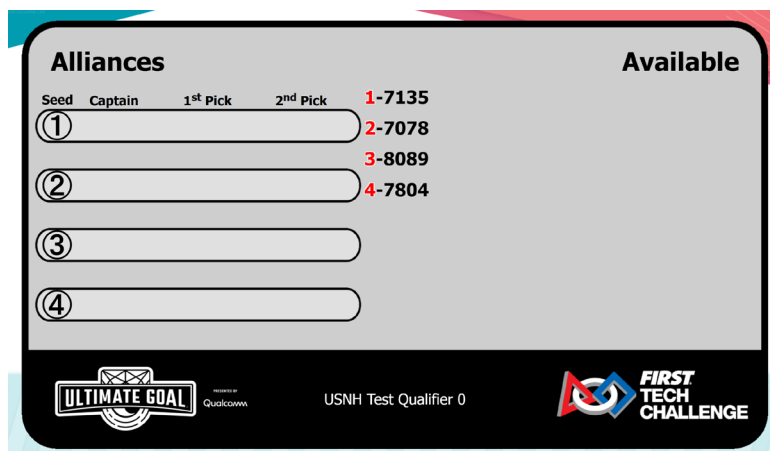 Alliances
Available
Seed Captain 1st Pick 2nd Pick
1
2
3
4
1-7135
2-7078
3-8089
4-7804
ULTIMATE GOAL
PRESENTED BY
Qualcomm
USNH Test Qualifier 0
FIRST
TECH
CHALLENGE